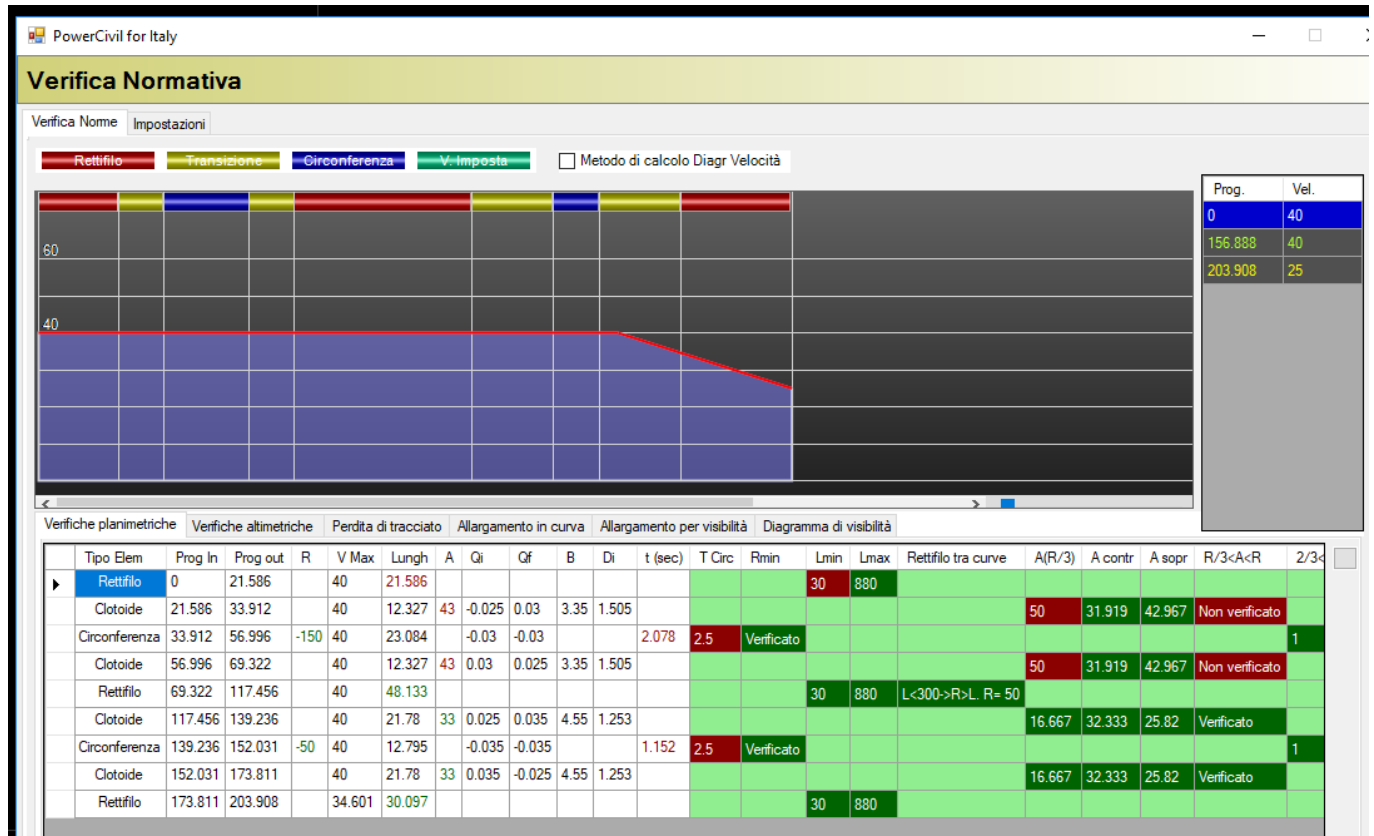 PowerCivil for Italy
Verifica Normativa
Verifica Norme Impostazioni
Rettifilo Transizione Circonferenza V. Imposta Metodo di calcolo Diagr Velocità
Prog. Vel.
0 40
156.888 40
203.908 25
60
40
Verifiche planimetriche Verifiche altimetriche Perdita di tracciato Allargamento in curva Allargamento per visibilità Diagramma di visibilità
Tipo Elem Prog In Prog out R V Max Lungh A Qi Qf B Di t (sec) T Circ Rmin Lmin Lmax Rettifilo tra curve A(R/3) A contr A sopr R/3<A<R 2/3<
Rettifilo 0 21.586 40 21.586 30 880
Clotoide 21.586 33.912 40 12.327 43 -0.025 0.03 3.35 1.505 50 31.919 42.967 Non verificato
Circonferenza 33.912 56.996 -150 40 23.084 -0.03 -0.03 2.078 2.5 Verificato 1
Clotoide 56.996 69.322 40 12.327 43 0.03 0.025 3.35 1.505 50 31.919 42.967 Non verificato
Rettifilo 69.322 117.456 40 48.133 30 880 L<300->R>L. R= 50
Clotoide 117.456 139.236 40 21.78 33 0.025 0.035 4.55 1.253 16.667 32.333 25.82 Verificato
Circonferenza 139.236 152.031 -50 40 12.795 -0.035 -0.035 1.152 2.5 Verificato 1
Clotoide 152.031 173.811 40 21.78 33 0.035 -0.025 4.55 1.253 16.667 32.333 25.82 Verificato
Rettifilo 173.811 203.908 34.601 30.097 30 880